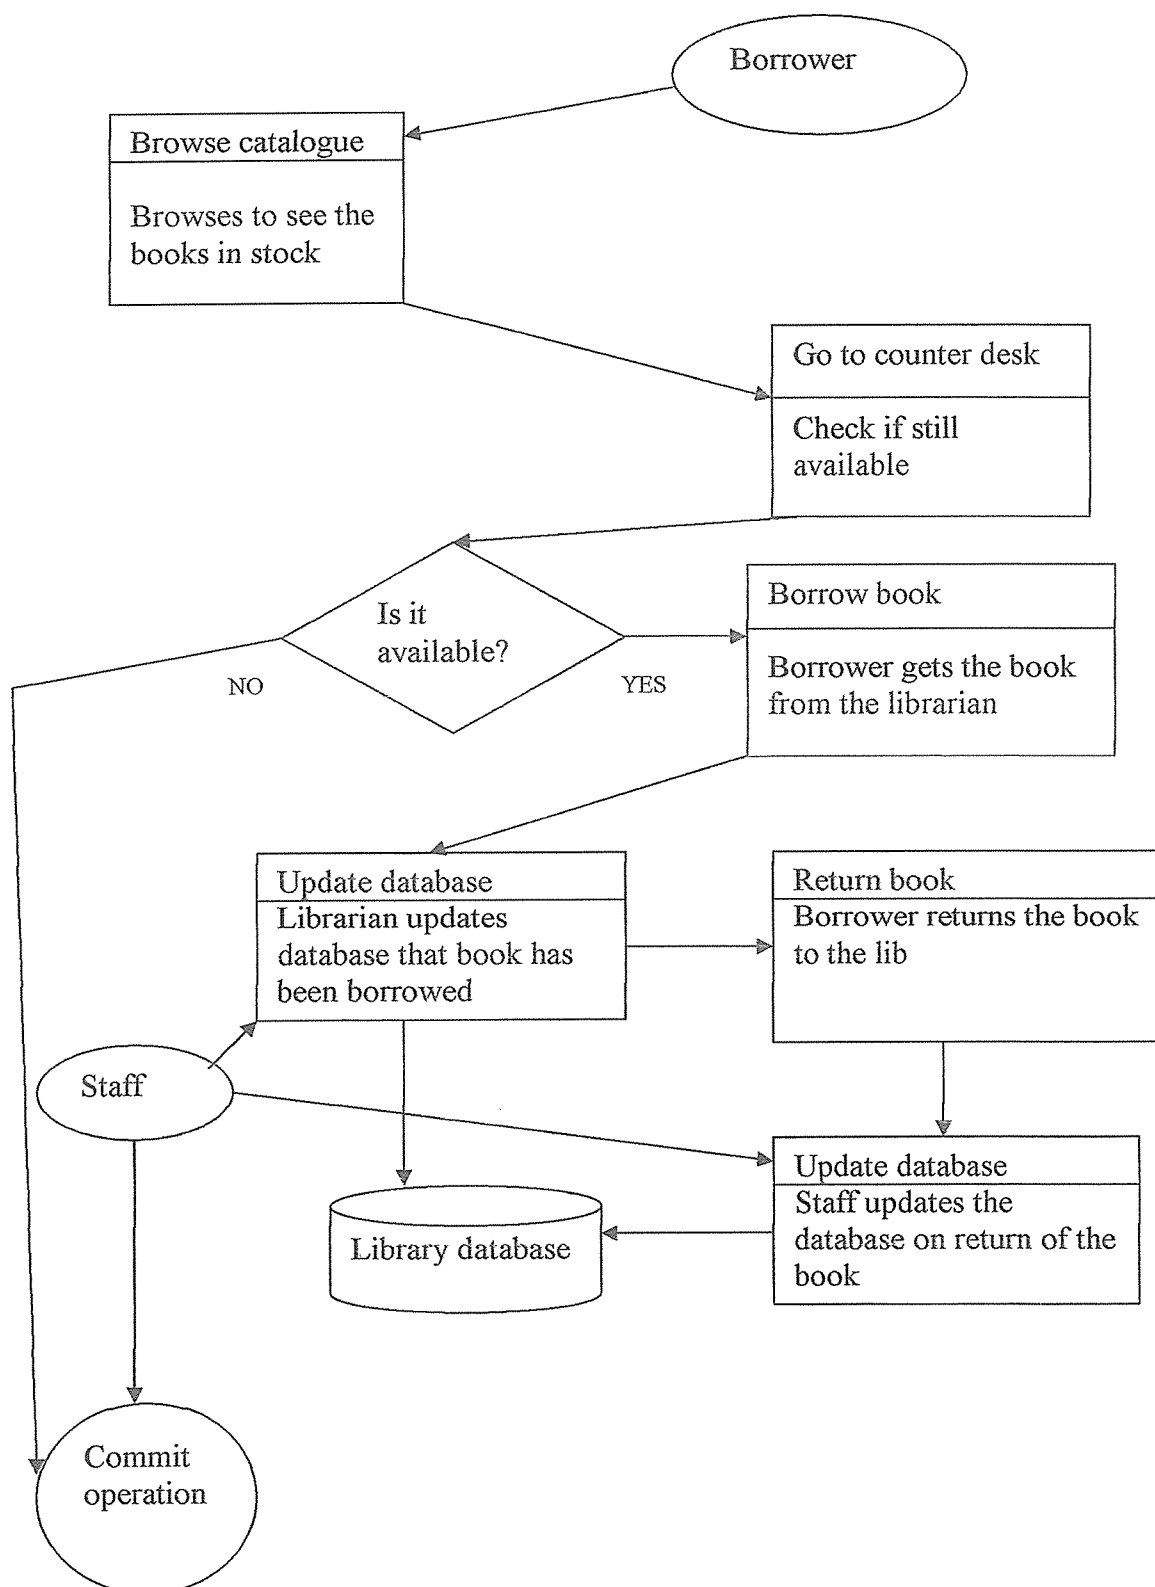 Borrower
Browse catalogue
Browses to see the
books in stock
Go to counter desk
Check if still
available
Is it
available?
NO
YES
Borrow book
Borrower gets the book
from the librarian
Update database
Librarian updates
database that book has
been borrowed
Return book
Borrower returns the book
to the lib
Staff
Update database
Staff updates the
database on return of the
book
Library database
Commit
operation